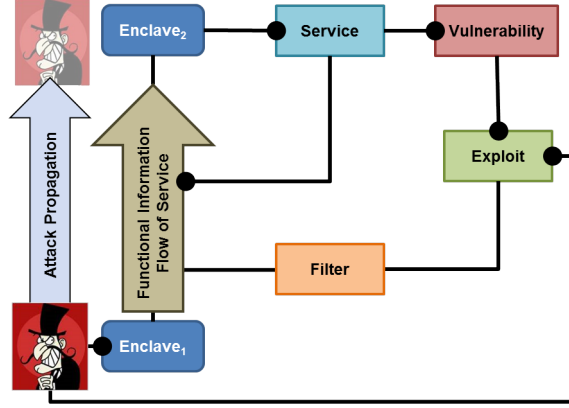 Enclave₂
Service
Vulnerability
Attack Propagation
Functional Information
Flow of Service
Exploit
Filter
Enclave₁